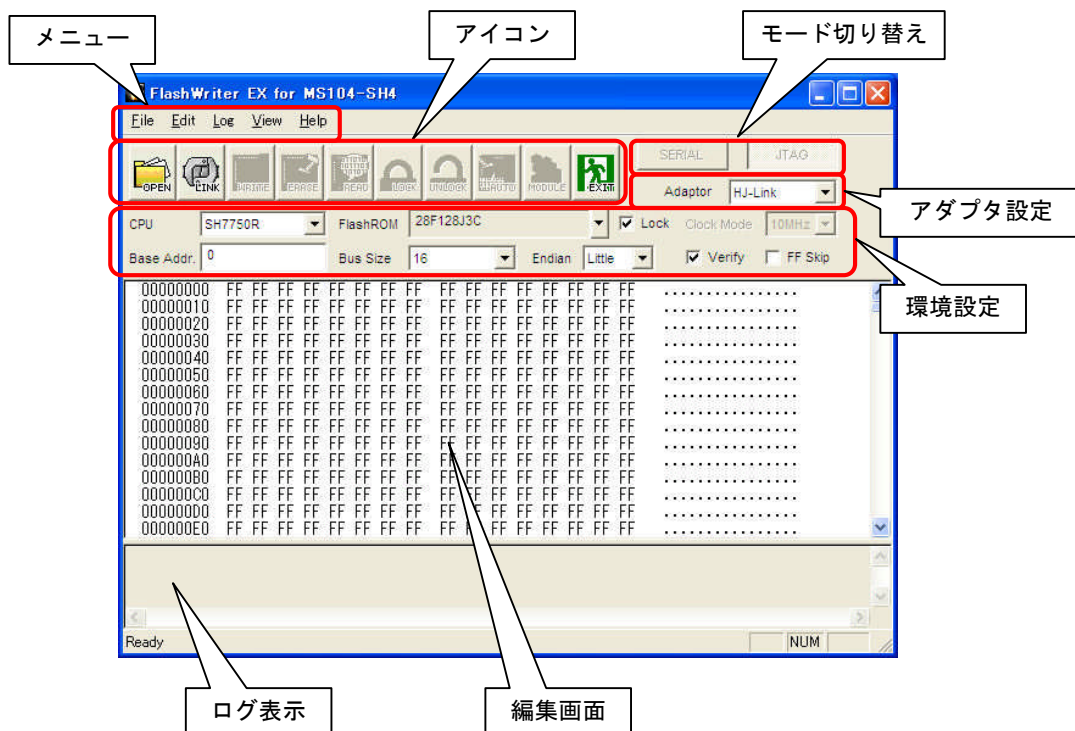 メニュー
アイコン
モード切り替え
FlashWriter EX for MS104-SH4
File Edit Log View Help
SERIAL JTAG
OPEN LINK WRITE ERASE READ LOCK UNLOCK AUTO MODULE EXIT
Adaptor HJ-Link
アダプタ設定
CPU SH7750R FlashROM 28F128J3C Lock Clock Mode 10MHz
Base Addr. 0 Bus Size 16 Endian Little Verify FF Skip
環境設定
00000000 FF FF FF FF FF FF FF FF FF FF FF FF FF FF FF FF ................
00000010 FF FF FF FF FF FF FF FF FF FF FF FF FF FF FF FF ................
00000020 FF FF FF FF FF FF FF FF FF FF FF FF FF FF FF FF ................
00000030 FF FF FF FF FF FF FF FF FF FF FF FF FF FF FF FF ................
00000040 FF FF FF FF FF FF FF FF FF FF FF FF FF FF FF FF ................
00000050 FF FF FF FF FF FF FF FF FF FF FF FF FF FF FF FF ................
00000060 FF FF FF FF FF FF FF FF FF FF FF FF FF FF FF FF ................
00000070 FF FF FF FF FF FF FF FF FF FF FF FF FF FF FF FF ................
00000080 FF FF FF FF FF FF FF FF FF FF FF FF FF FF FF FF ................
00000090 FF FF FF FF FF FF FF FF FF FF FF FF FF FF FF FF ................
000000A0 FF FF FF FF FF FF FF FF FF FF FF FF FF FF FF FF ................
000000B0 FF FF FF FF FF FF FF FF FF FF FF FF FF FF FF FF ................
000000C0 FF FF FF FF FF FF FF FF FF FF FF FF FF FF FF FF ................
000000D0 FF FF FF FF FF FF FF FF FF FF FF FF FF FF FF FF ................
000000E0 FF FF FF FF FF FF FF FF FF FF FF FF FF FF FF FF ................
Ready NUM
ログ表示
編集画面